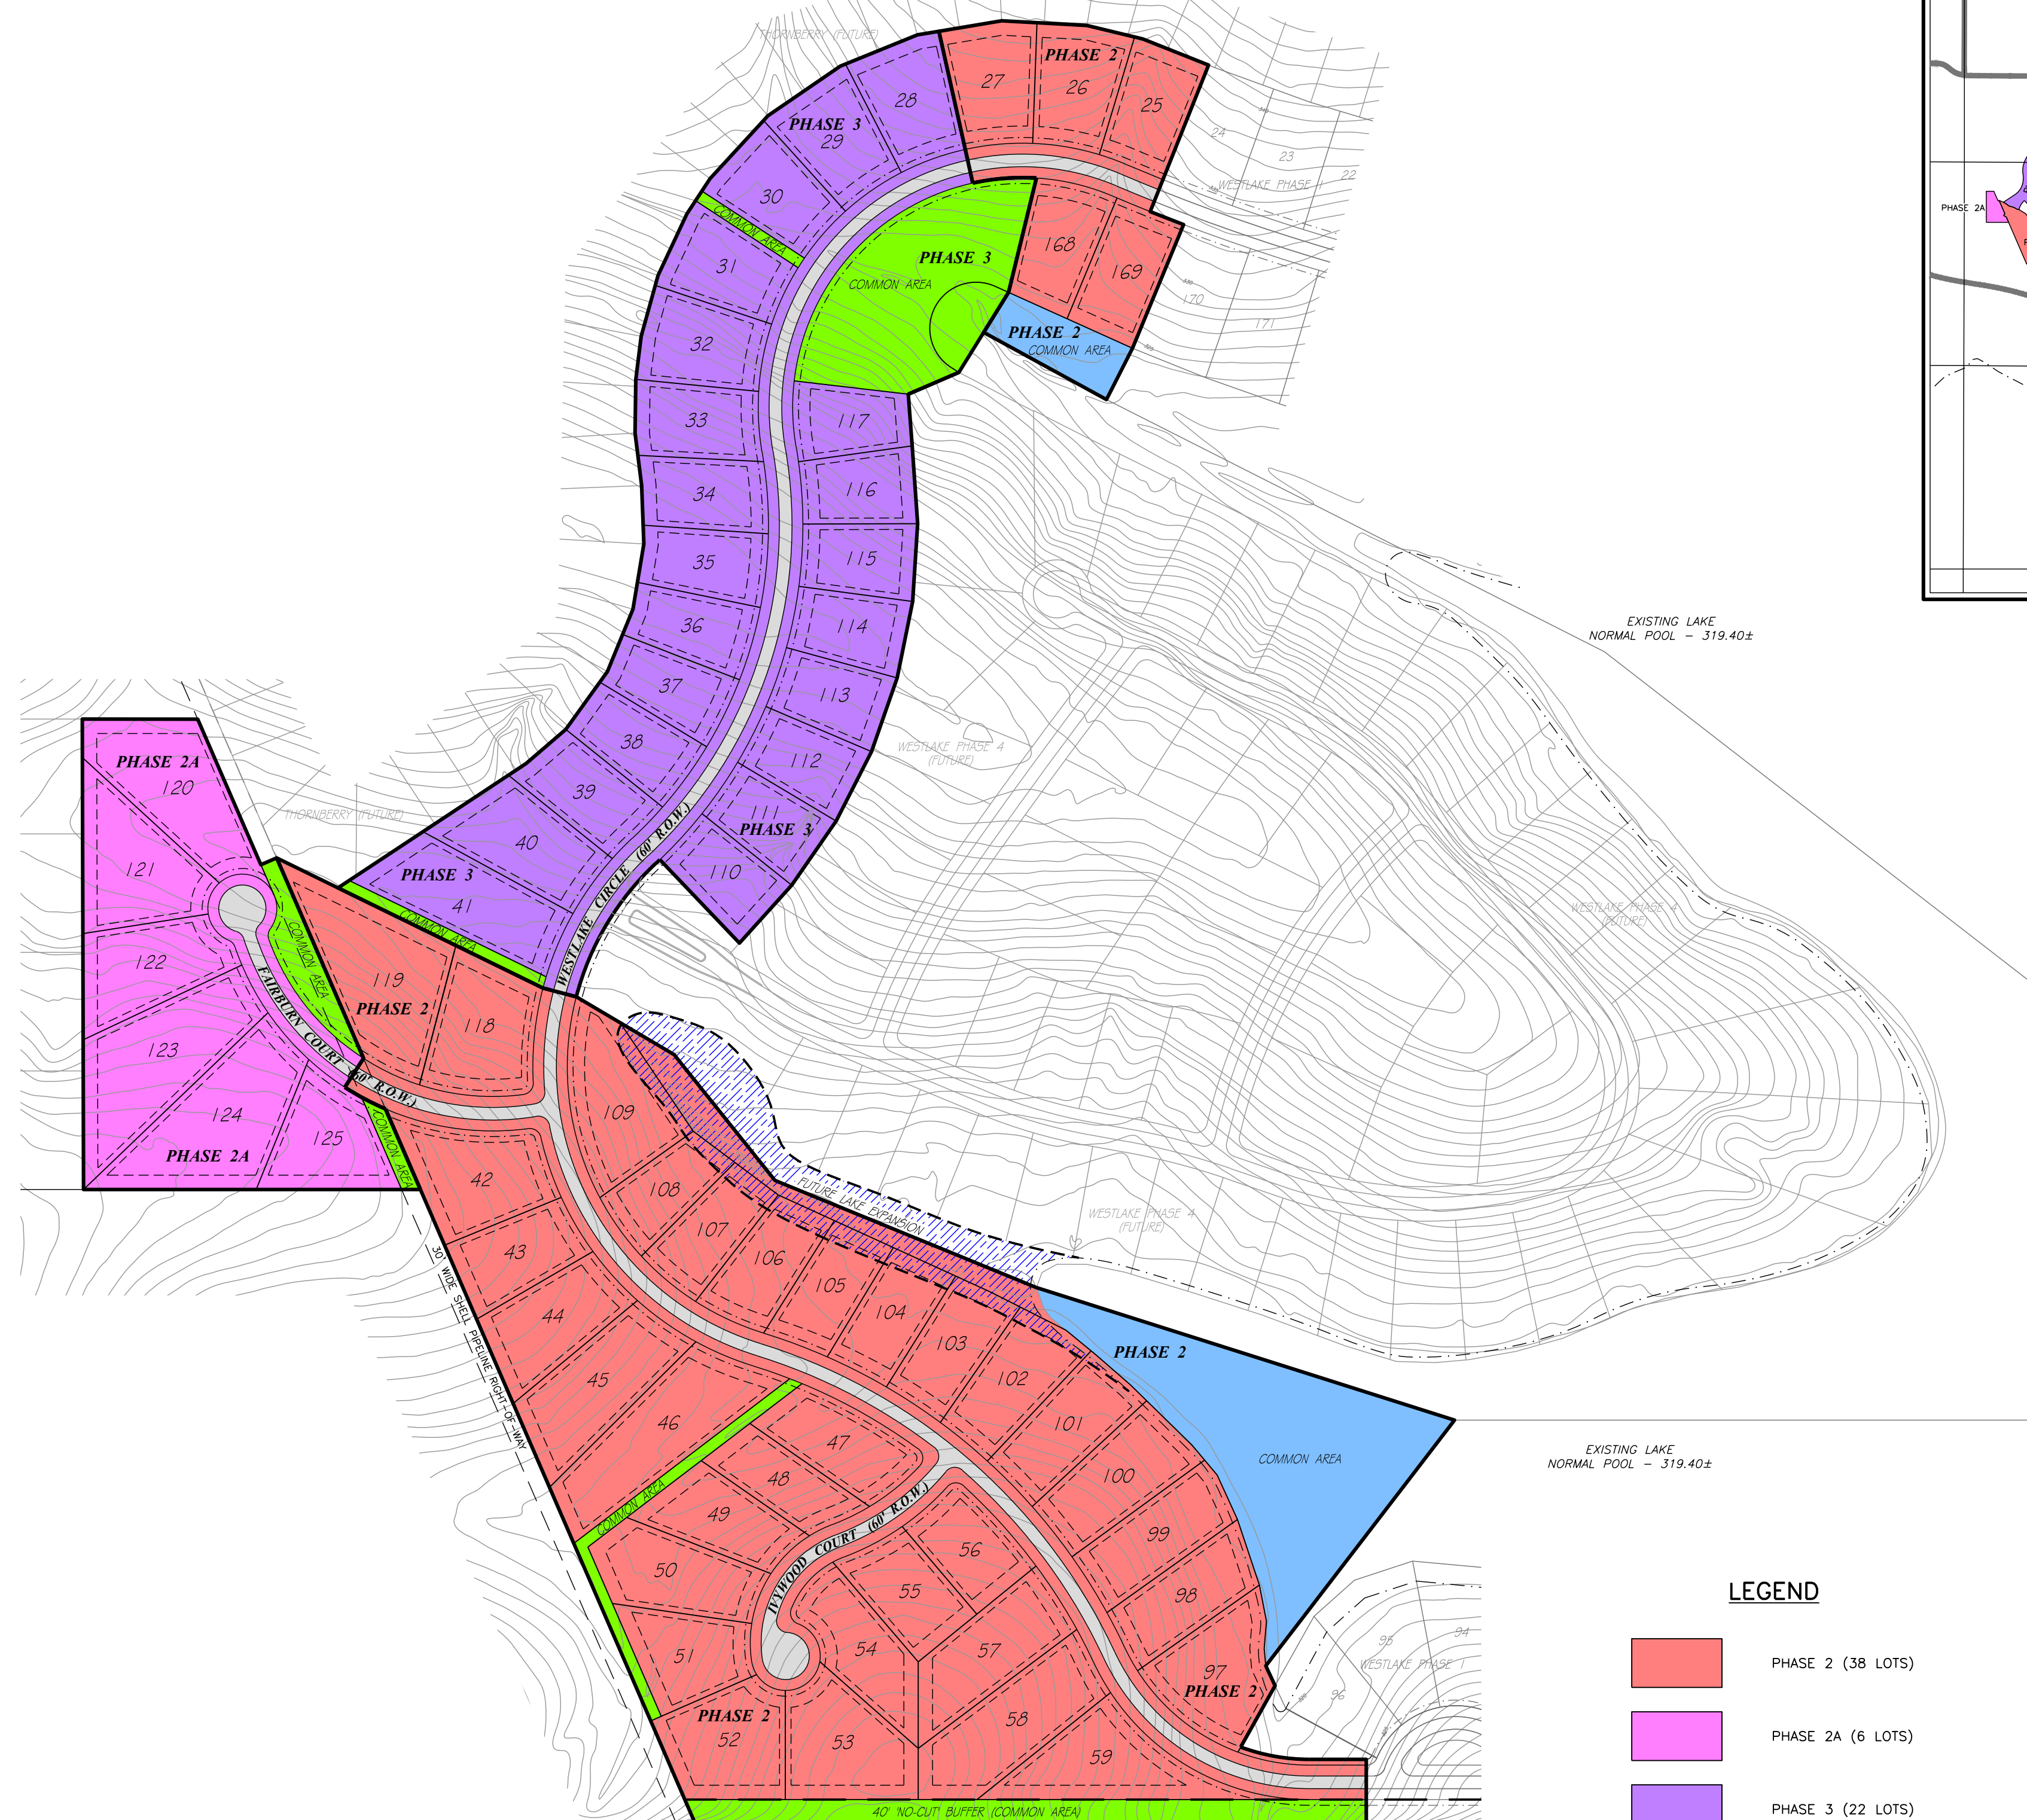 THORNBERRY (FUTURE)
PHASE 2
27
26
25
28
PHASE 3
29
30
COMMON AREA
24
23
22
WESTLAKE PHASE 1
31
168
169
170
171
PHASE 3
COMMON AREA
PHASE 2
COMMON AREA
PHASE 2A
32
33
34
35
36
37
38
39
40
PHASE 3
41
COMMON AREA
117
116
115
114
113
112
111
PHASE 3
110
WESTLAKE CIRCLE (60' R.O.W.)
WESTLAKE PHASE 4
(FUTURE)
EXISTING LAKE
NORMAL POOL - 319.40±
WESTLAKE PHASE 4
(FUTURE)
PHASE 2A
120
121
122
123
124
125
PHASE 2A
THORNBERRY (FUTURE)
COMMON AREA
FAIRBURN COURT (60' R.O.W.)
COMMON AREA
119
PHASE 2
118
109
108
107
106
105
104
103
102
101
100
99
98
97
PHASE 2
FUTURE LAKE EXPANSION
WESTLAKE PHASE 4
(FUTURE)
PHASE 2
COMMON AREA
EXISTING LAKE
NORMAL POOL - 319.40±
42
43
44
45
46
30' WIDE SHELL PIPELINE RIGHT-OF-WAY
COMMON AREA
47
48
49
50
51
PHASE 2
52
53
54
55
56
57
58
59
IVYWOOD COURT (60' R.O.W.)
95
94
WESTLAKE PHASE 1
96
40' 'NO-CUT' BUFFER (COMMON AREA)
LEGEND
PHASE 2 (38 LOTS)
PHASE 2A (6 LOTS)
PHASE 3 (22 LOTS)